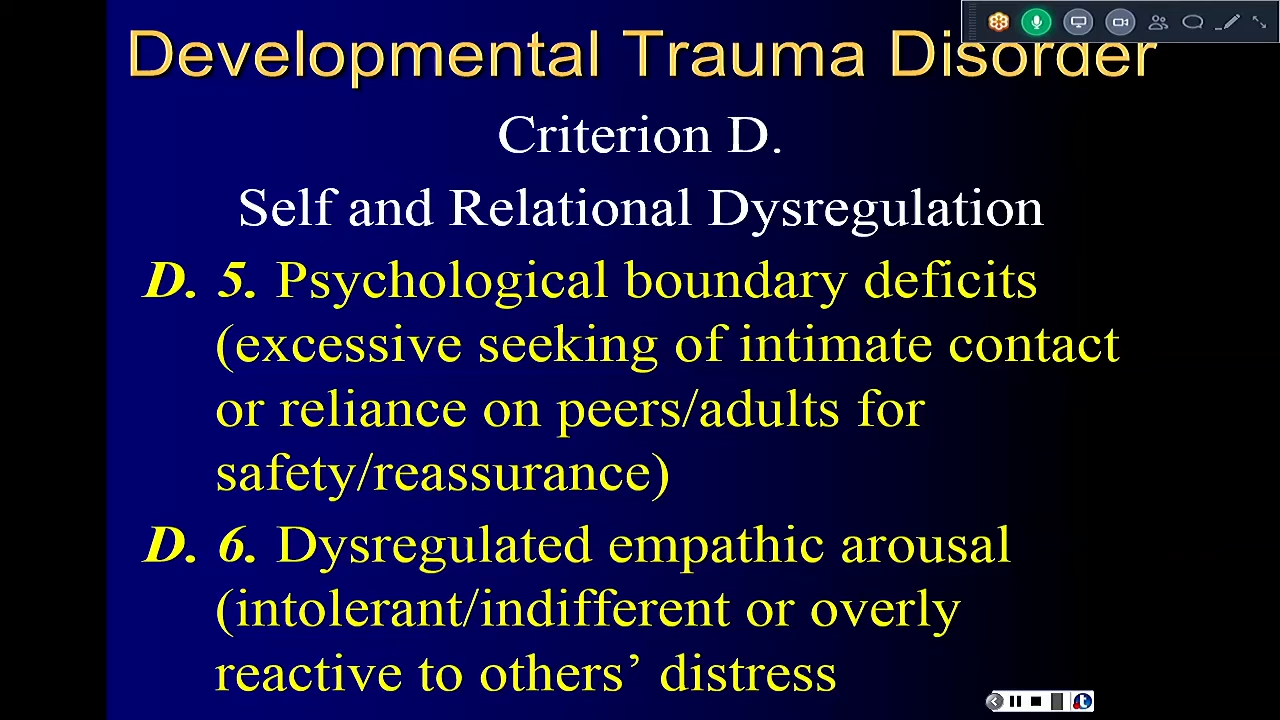 Developmental Trauma Disorder
Criterion D.
Self and Relational Dysregulation
D. 5. Psychological boundary deficits
(excessive seeking of intimate contact
or reliance on peers/adults for
safety/reassurance)
D. 6. Dysregulated empathic arousal
(intolerant/indifferent or overly
reactive to others’ distress